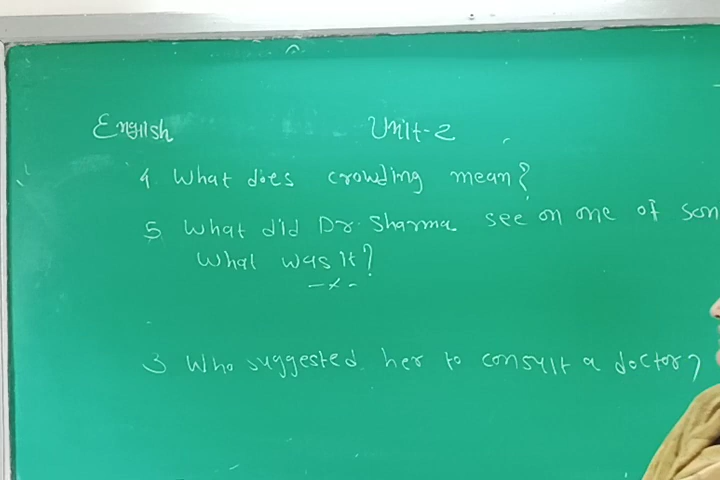 English Unit-2
4 What does crowding mean?
5 What did Dr. Sharma see on one of son
What was it?
-x-
3 Who suggested her to consult a doctor?